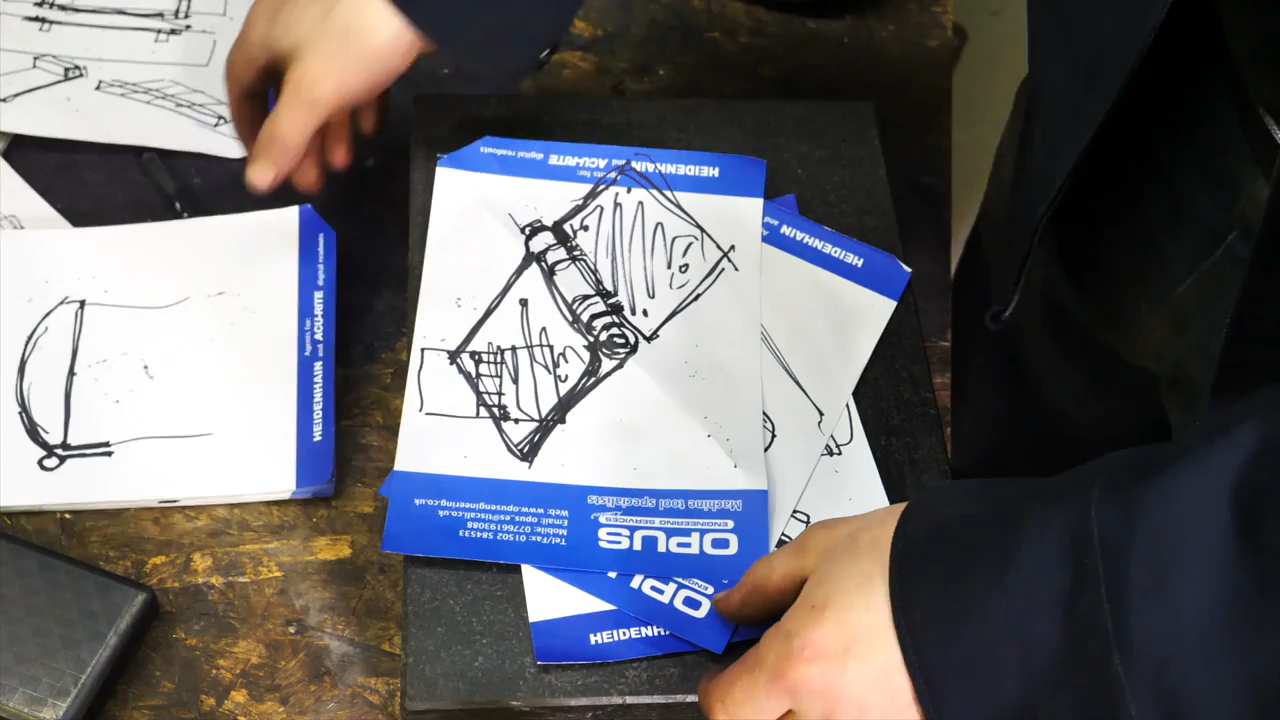 HEIDENHAIN and ACU-RITE digital readouts
Agents for:
HEIDENHAIN and
Agents for:
HEIDENHAIN and ACU-RITE digital readouts
OPUS
ENGINEERING SERVICES
Limited
Machine tool specialists
Tel/Fax: 01502 584533
Mobile: 07766193088
Email: opus_es@tiscali.co.uk
Web: www.opusengineering.co.uk